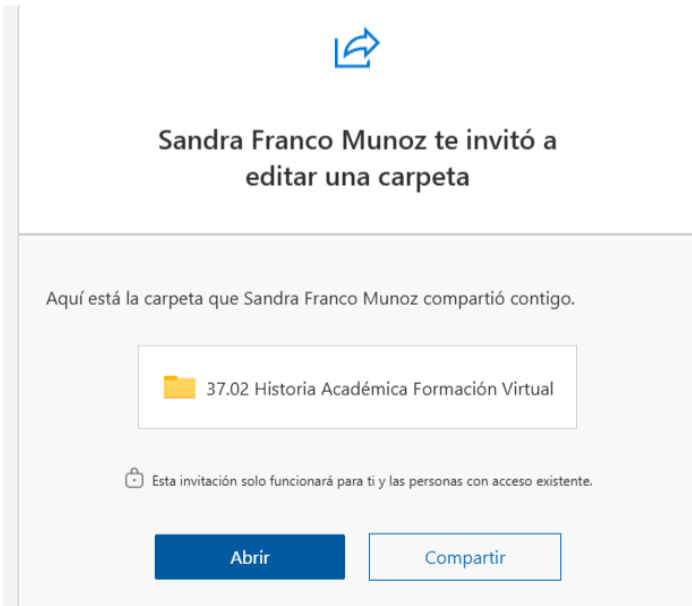 Sandra Franco Munoz te invitó a
editar una carpeta
Aquí está la carpeta que Sandra Franco Munoz compartió contigo.
37.02 Historia Académica Formación Virtual
Esta invitación solo funcionará para ti y las personas con acceso existente.
Abrir
Compartir